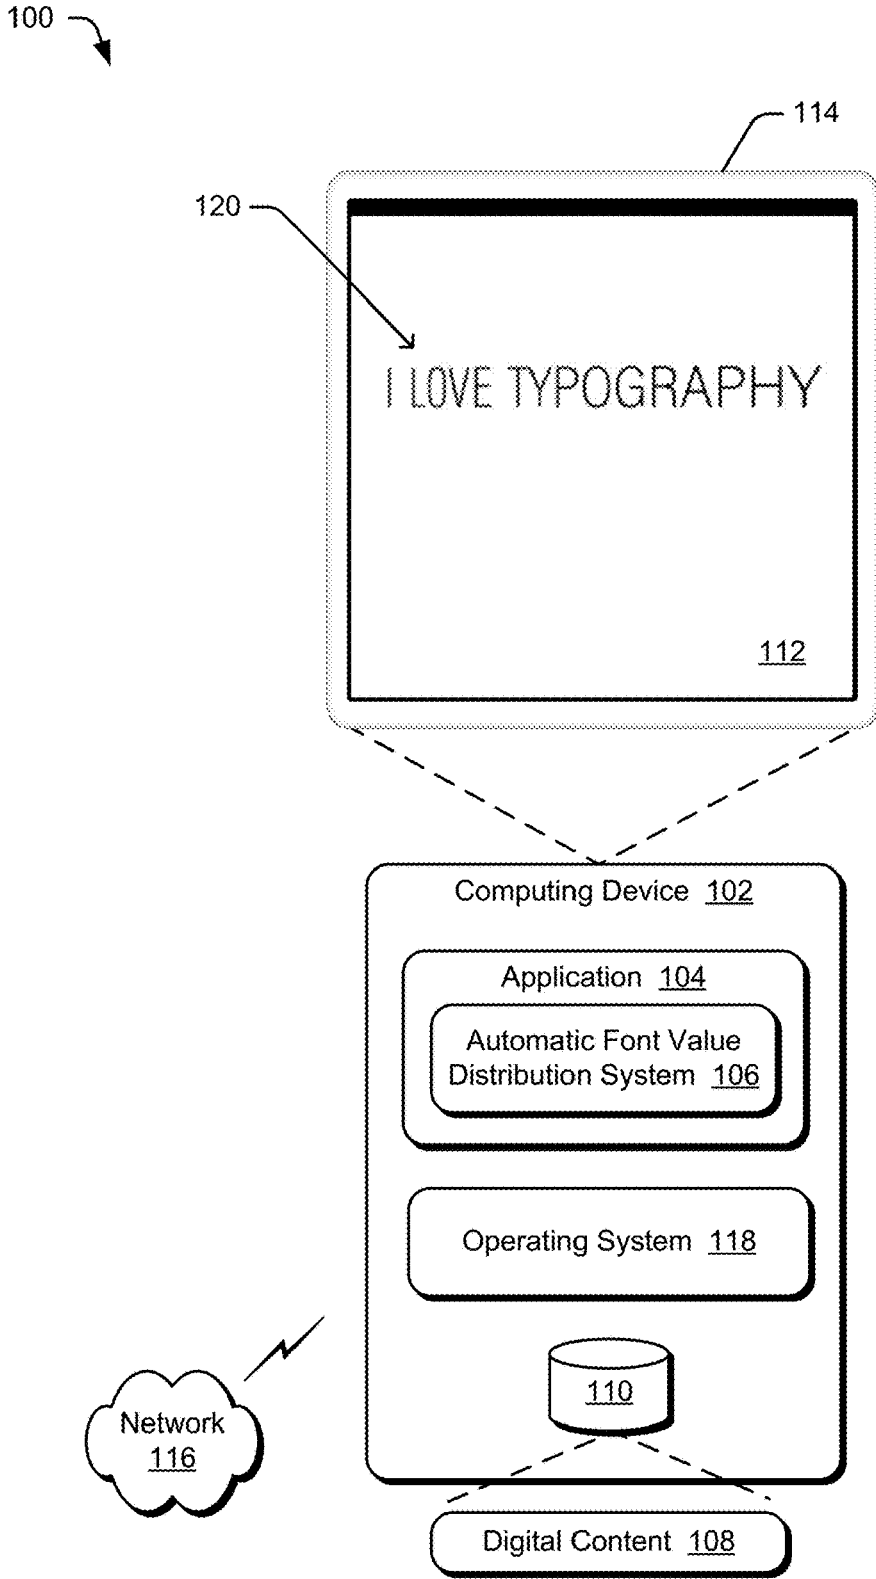 100
114
120
I LOVE TYPOGRAPHY
112
Computing Device 102
Application 104
Automatic Font Value
Distribution System 106
Operating System 118
110
Network
116
Digital Content 108